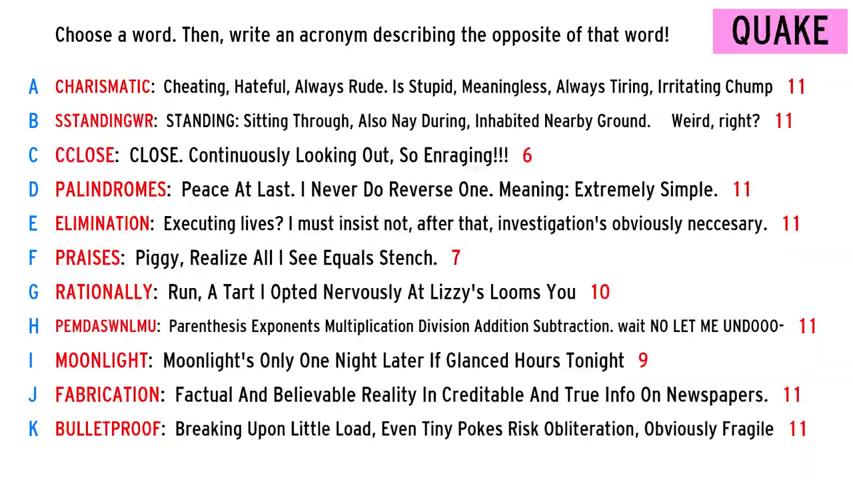 Choose a word. Then, write an acronym describing the opposite of that word!
QUAKE
A CHARISMATIC: Cheating, Hateful, Always Rude. Is Stupid, Meaningless, Always Tiring, Irritating Chump 11
B SSTANDINGWR: STANDING: Sitting Through, Also Nay During, Inhabited Nearby Ground. Weird, right? 11
C CCLOSE: CLOSE. Continuously Looking Out, So Enraging!!! 6
D PALINDROMES: Peace At Last. I Never Do Reverse One. Meaning: Extremely Simple. 11
E ELIMINATION: Executing lives? I must insist not, after that, investigation's obviously neccesary. 11
F PRAISES: Piggy, Realize All I See Equals Stench. 7
G RATIONALLY: Run, A Tart I Opted Nervously At Lizzy's Looms You 10
H PEMDASWNLMU: Parenthesis Exponents Multiplication Division Addition Subtraction. wait NO LET ME UNDOOO- 11
I MOONLIGHT: Moonlight's Only One Night Later If Glanced Hours Tonight 9
J FABRICATION: Factual And Believable Reality In Creditable And True Info On Newspapers. 11
K BULLETPROOF: Breaking Upon Little Load, Even Tiny Pokes Risk Obliteration, Obviously Fragile 11